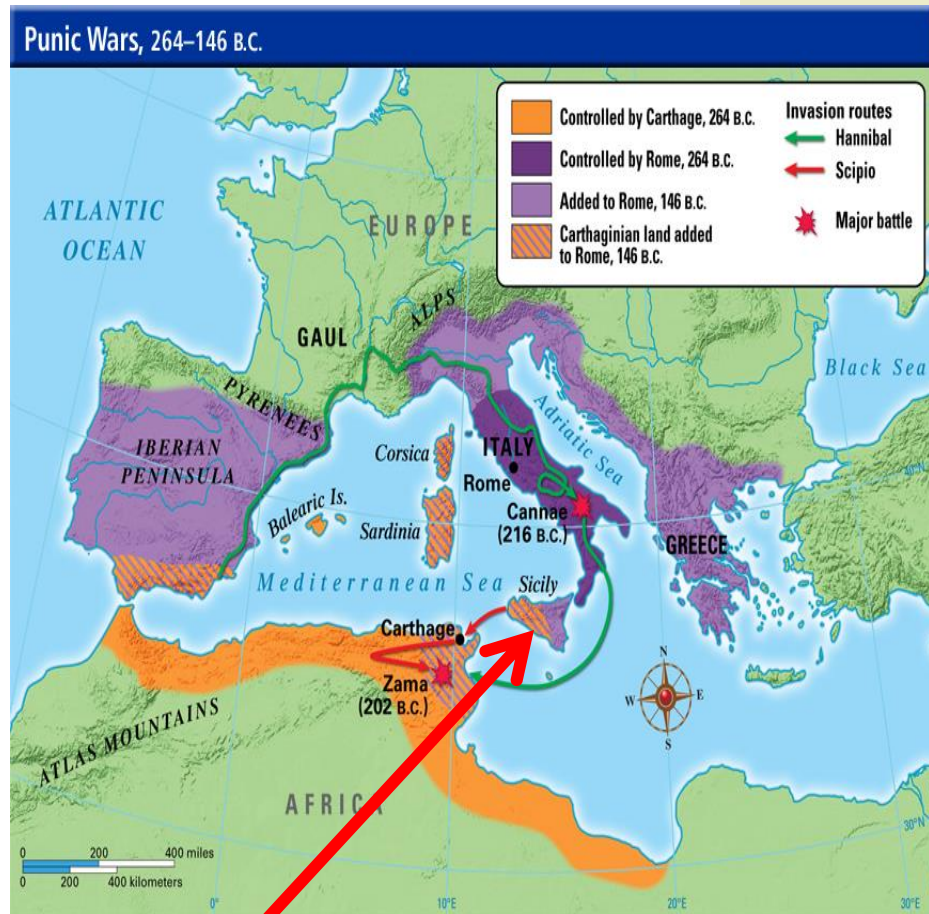 Punic Wars, 264–146 B.C.
Controlled by Carthage, 264 B.C.
Controlled by Rome, 264 B.C.
Added to Rome, 146 B.C.
Carthaginian land added
to Rome, 146 B.C.
Invasion routes
Hannibal
Scipio
Major battle
ATLANTIC
OCEAN
EUROPE
ALPS
GAUL
Black Sea
PYRENEES
Adriatic Sea
IBERIAN
PENINSULA
Corsica
ITALY
Rome
Balearic Is.
Sardinia
Cannae
(216 B.C.)
GREECE
Mediterranean Sea
Sicily
Carthage
Zama
(202 B.C.)
N
W
E
S
ATLAS MOUNTAINS
AFRICA
40°N
30°N
0 200 400 miles
0 200 400 kilometers
0°
10°E
20°E
30°E